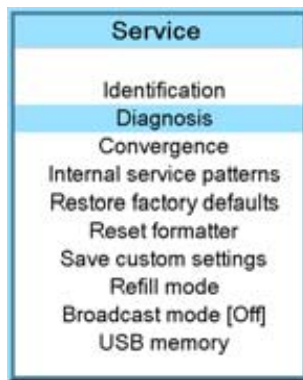 Service
Identification
Diagnosis
Convergence
Internal service patterns
Restore factory defaults
Reset formatter
Save custom settings
Refill mode
Broadcast mode [Off]
USB memory